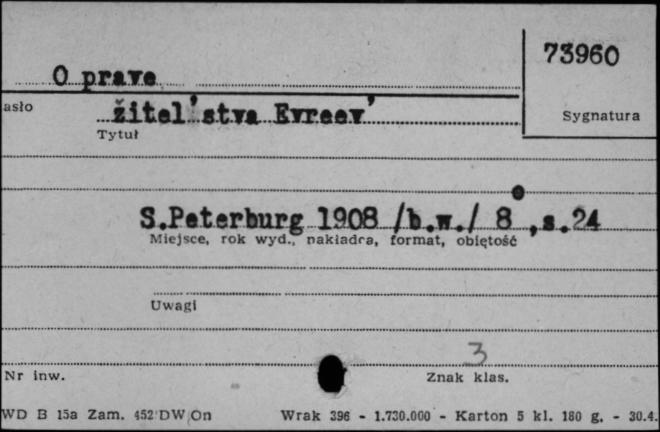 73960
O prave
asło
žitel'stva Evreev'
Sygnatura
Tytuł
S.Peterburg 1908 /b.w./ 8°,s.24
Miejsce, rok wyd., nakładca, format, objętość
Uwagi
3
Nr inw.
Znak klas.
WD B 15a Zam. 452 DW On Wrak 396 - 1.730.000 - Karton 5 kl. 180 g. - 30.4.